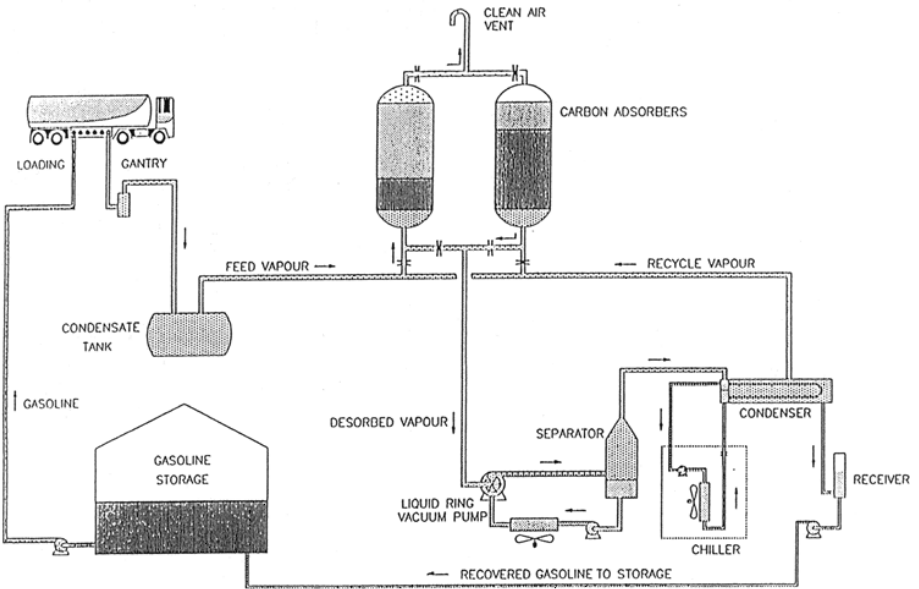 CLEAN AIR
VENT
CARBON ADSORBERS
LOADING
GANTRY
FEED VAPOUR
RECYCLE VAPOUR
CONDENSATE
TANK
GASOLINE
DESORBED VAPOUR
SEPARATOR
CONDENSER
GASOLINE
STORAGE
RECEIVER
LIQUID RING
VACUUM PUMP
CHILLER
RECOVERED GASOLINE TO STORAGE